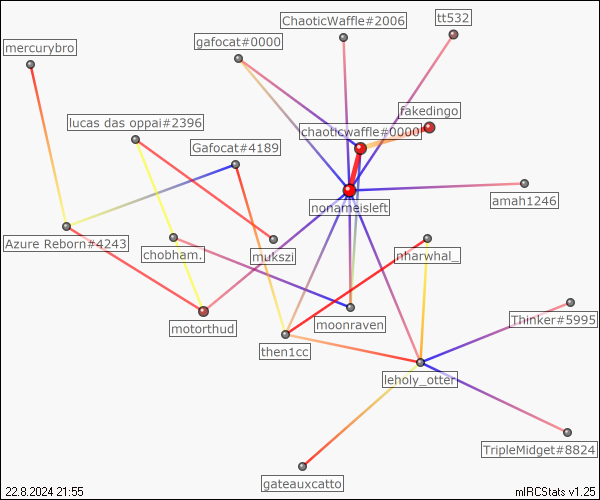 ChaoticWaffle#2006
tt532
gafocat#0000
mercurybro
fakedingo
lucas das oppai#2396
chaoticwaffle#0000
Gafocat#4189
amah1246
nonameisleft
Azure Reborn#4243
chobham.
mukszi
nharwhal_
motorthud
moonraven
Thinker#5995
then1cc
leholy_otter
TripleMidget#8824
gateauxcatto
22.8.2024 21:55
mIRCStats v1.25